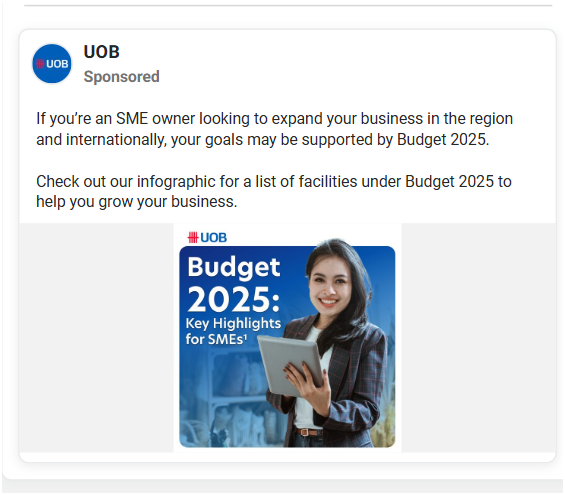 UOB
UOB
Sponsored
If you’re an SME owner looking to expand your business in the region
and internationally, your goals may be supported by Budget 2025.
Check out our infographic for a list of facilities under Budget 2025 to
help you grow your business.
UOB
Budget
2025:
Key Highlights
for SMEs¹